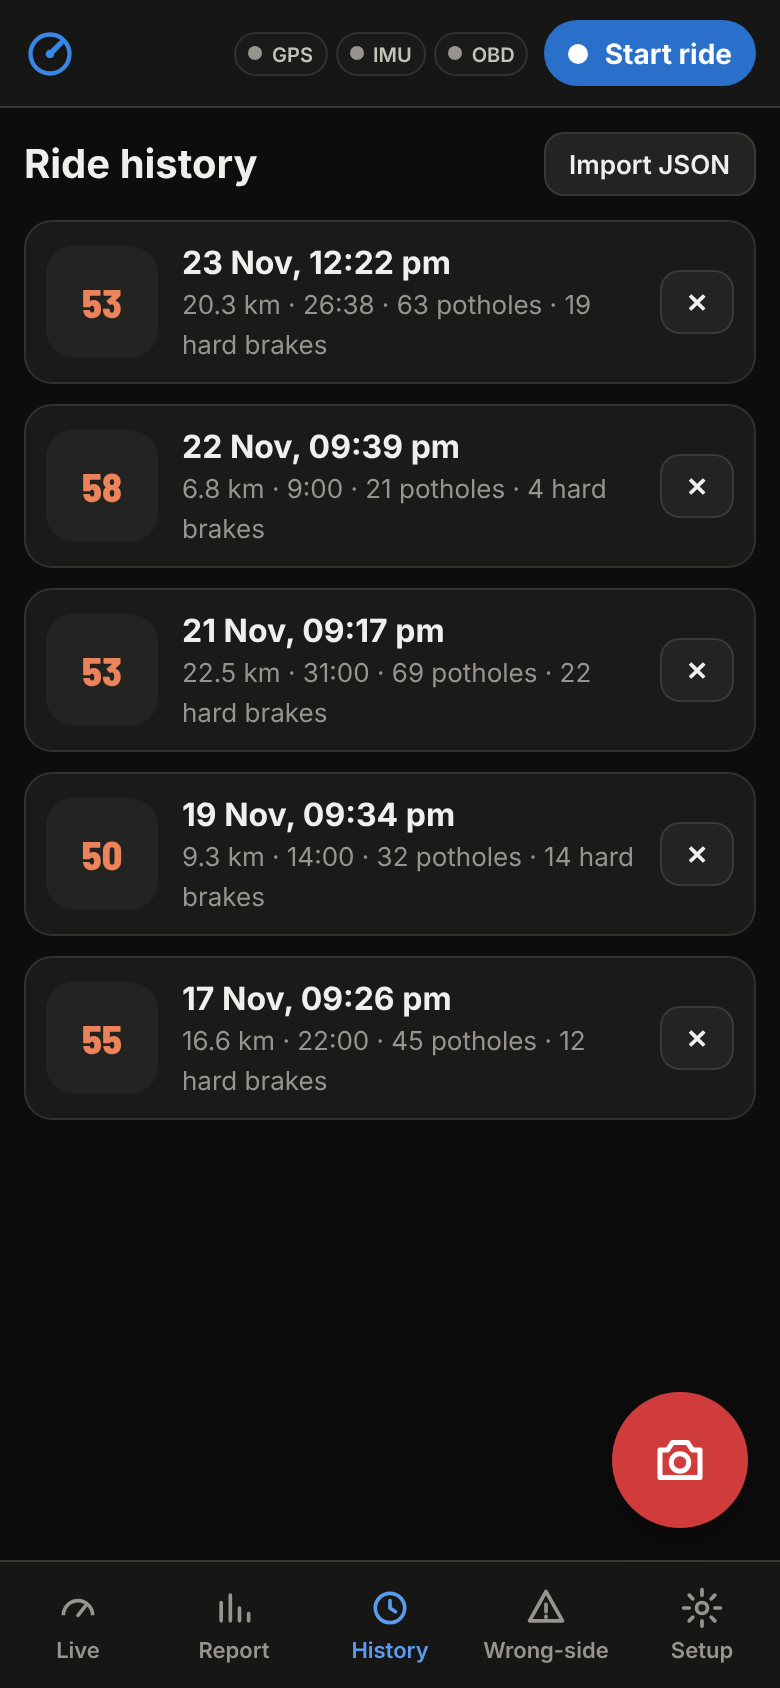 GPS IMU OBD Start ride
Ride history Import JSON
53
23 Nov, 12:22 pm
20.3 km · 26:38 · 63 potholes · 19
hard brakes
×
58
22 Nov, 09:39 pm
6.8 km · 9:00 · 21 potholes · 4 hard
brakes
×
53
21 Nov, 09:17 pm
22.5 km · 31:00 · 69 potholes · 22
hard brakes
×
50
19 Nov, 09:34 pm
9.3 km · 14:00 · 32 potholes · 14 hard
brakes
×
55
17 Nov, 09:26 pm
16.6 km · 22:00 · 45 potholes · 12
hard brakes
×
Live Report History Wrong-side Setup